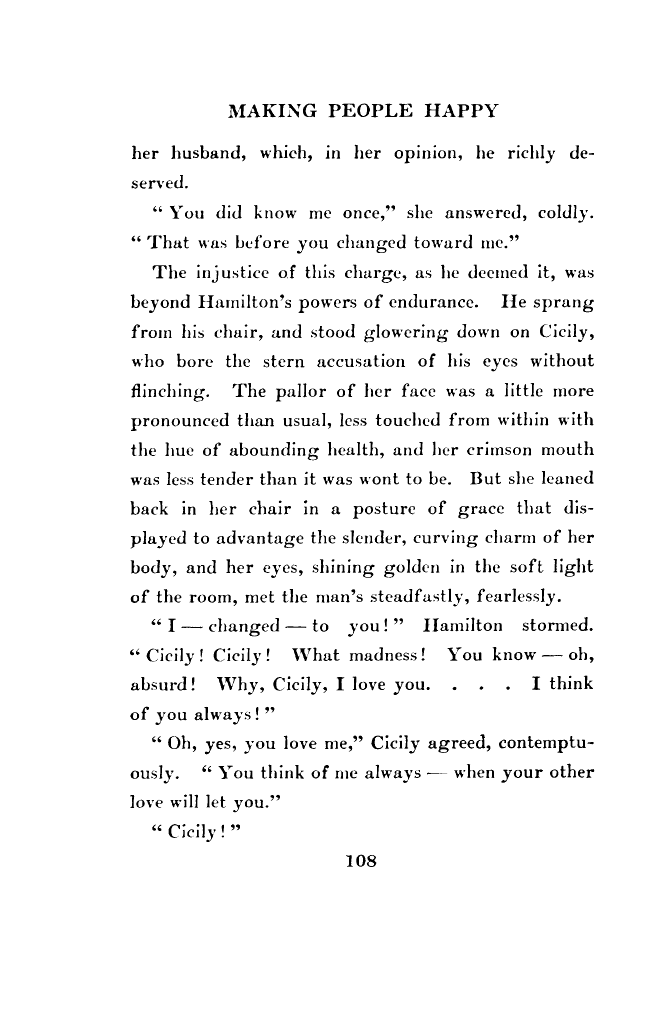 MAKING PEOPLE HAPPY
her husband, which, in her opinion, he richly de-
served.
“ You did know me once,” she answered, coldly.
“ That was before you changed toward me.”
The injustice of this charge, as he deemed it, was
beyond Hamilton’s powers of endurance. He sprang
from his chair, and stood glowering down on Cicily,
who bore the stern accusation of his eyes without
flinching. The pallor of her face was a little more
pronounced than usual, less touched from within with
the hue of abounding health, and her crimson mouth
was less tender than it was wont to be. But she leaned
back in her chair in a posture of grace that dis-
played to advantage the slender, curving charm of her
body, and her eyes, shining golden in the soft light
of the room, met the man’s steadfastly, fearlessly.
“ I — changed — to you! ” Hamilton stormed.
“ Cicily! Cicily! What madness! You know — oh,
absurd! Why, Cicily, I love you. . . . I think
of you always! ”
“ Oh, yes, you love me,” Cicily agreed, contemptu-
ously. “ You think of me always — when your other
love will let you.”
“ Cicily! ”
108